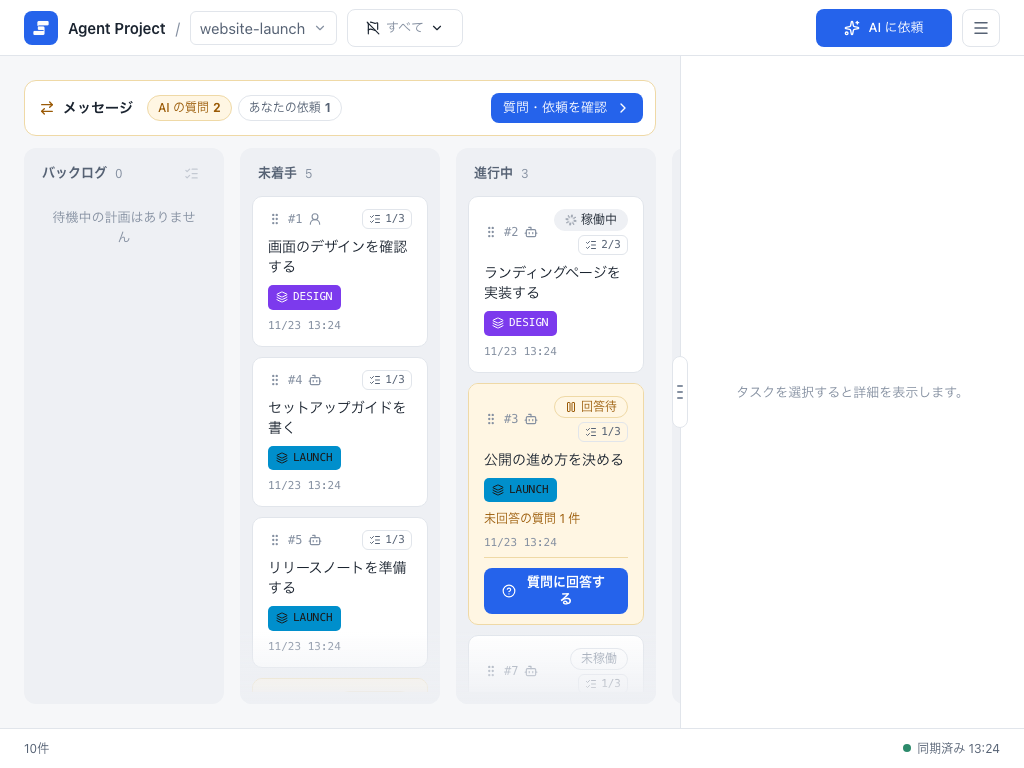 Agent Project / website-launch すべて AI に依頼
メッセージ AI の質問 2 あなたの依頼 1 質問・依頼を確認
バックログ 0
待機中の計画はありませ
ん
未着手 5
#1 1/3
画面のデザインを確認
する
DESIGN
11/23 13:24
#4 1/3
セットアップガイドを
書く
LAUNCH
11/23 13:24
#5 1/3
リリースノートを準備
する
LAUNCH
11/23 13:24
進行中 3
稼働中
#2
2/3
ランディングページを
実装する
DESIGN
11/23 13:24
回答待
#3
1/3
公開の進め方を決める
LAUNCH
未回答の質問 1 件
11/23 13:24
質問に回答す
る
未稼働
#7
1/3
タスクを選択すると詳細を表示します。
10件
同期済み 13:24